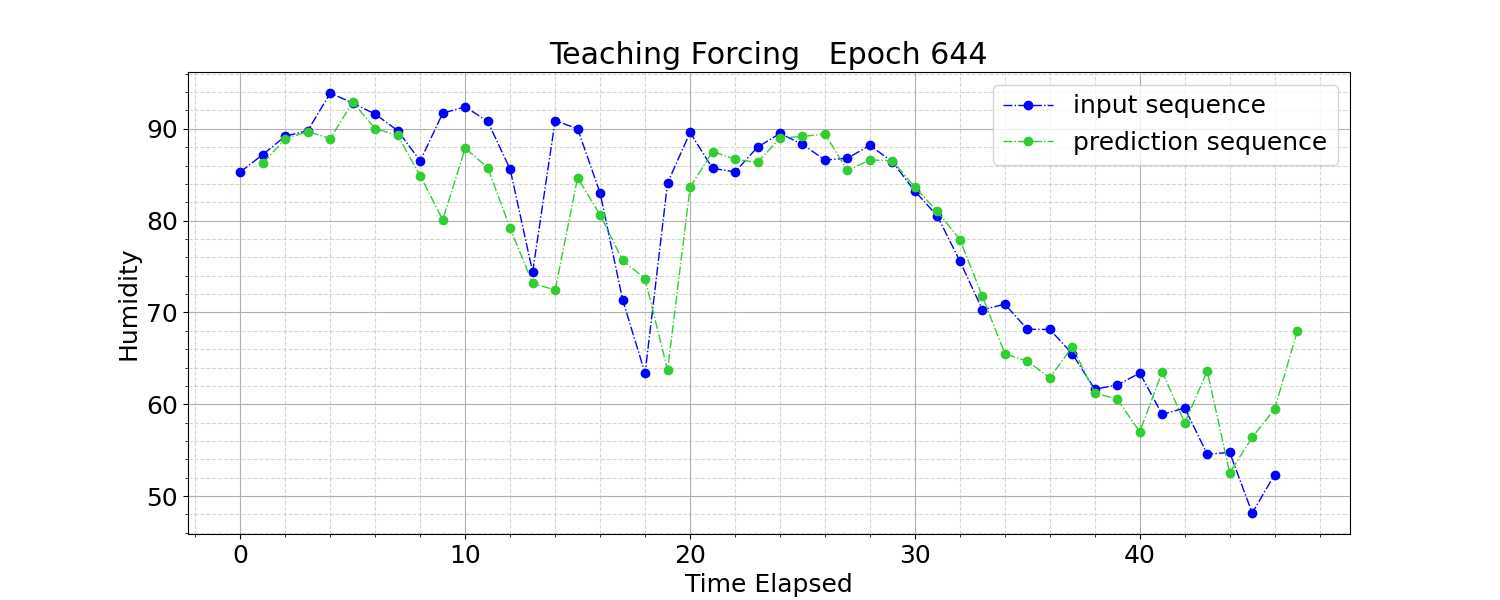 Teaching Forcing   Epoch 644
input sequence
prediction sequence
90
80
70
60
50
Humidity
0 10 20 30 40
Time Elapsed